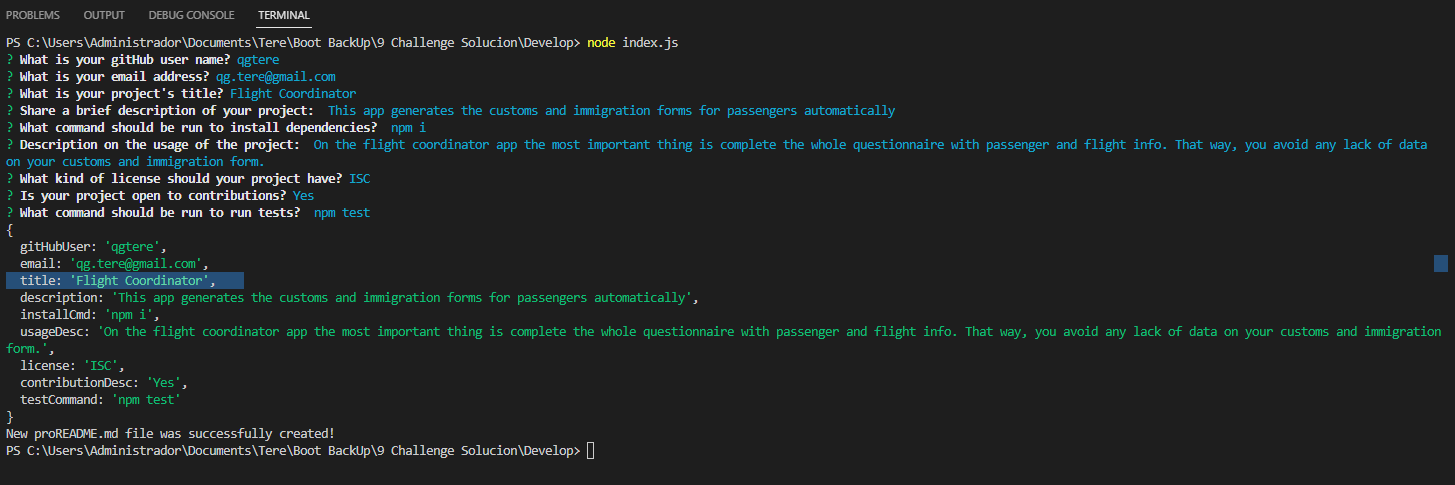 PROBLEMS OUTPUT DEBUG CONSOLE TERMINAL
PS C:\Users\Administrador\Documents\Tere\Boot BackUp\9 Challenge Solucion\Develop> node index.js
? What is your gitHub user name? qgtere
? What is your email address? qg.tere@gmail.com
? What is your project's title? Flight Coordinator
? Share a brief description of your project:  This app generates the customs and immigration forms for passengers automatically
? What command should be run to install dependencies?  npm i
? Description on the usage of the project:  On the flight coordinator app the most important thing is complete the whole questionnaire with passenger and flight info. That way, you avoid any lack of data
on your customs and immigration form.
? What kind of license should your project have? ISC
? Is your project open to contributions? Yes
? What command should be run to run tests?  npm test
{
  gitHubUser: 'qgtere',
  email: 'qg.tere@gmail.com',
  title: 'Flight Coordinator',
  description: 'This app generates the customs and immigration forms for passengers automatically',
  installCmd: 'npm i',
  usageDesc: 'On the flight coordinator app the most important thing is complete the whole questionnaire with passenger and flight info. That way, you avoid any lack of data on your customs and immigration
form.',
  license: 'ISC',
  contributionDesc: 'Yes',
  testCommand: 'npm test'
}
New proREADME.md file was successfully created!
PS C:\Users\Administrador\Documents\Tere\Boot BackUp\9 Challenge Solucion\Develop>